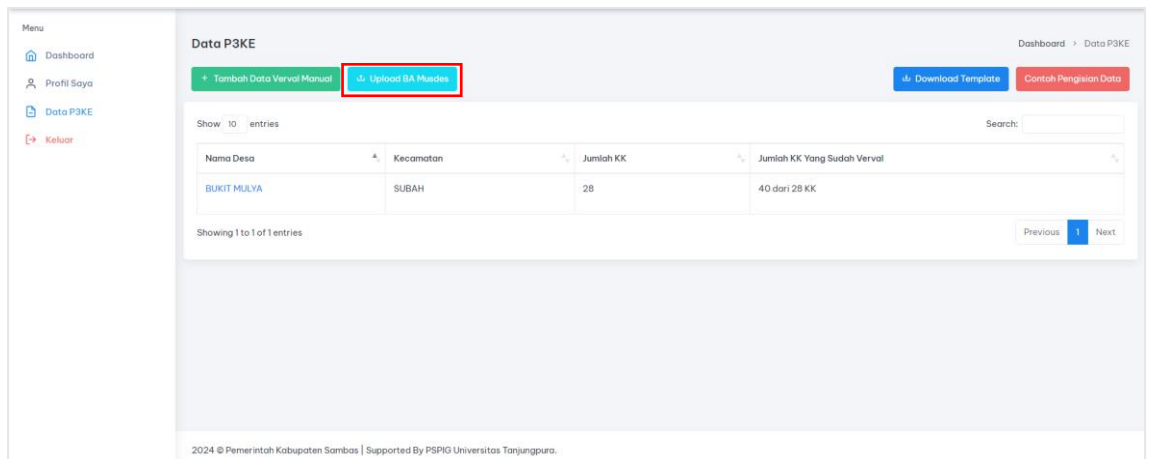 Menu
Dashboard
Profil Saya
Data P3KE
Keluar
Data P3KE
Dashboard > Data P3KE
+ Tambah Data Verval Manual
Upload BA Musdes
Download Template
Contoh Pengisian Data
Show 10 entries
Search:
Nama Desa Kecamatan Jumlah KK Jumlah KK Yang Sudah Verval
BUKIT MULYA SUBAH 28 40 dari 28 KK
Showing 1 to 1 of 1 entries
Previous 1 Next
2024 © Pemerintah Kabupaten Sambas | Supported By PSPIG Universitas Tanjungpura.